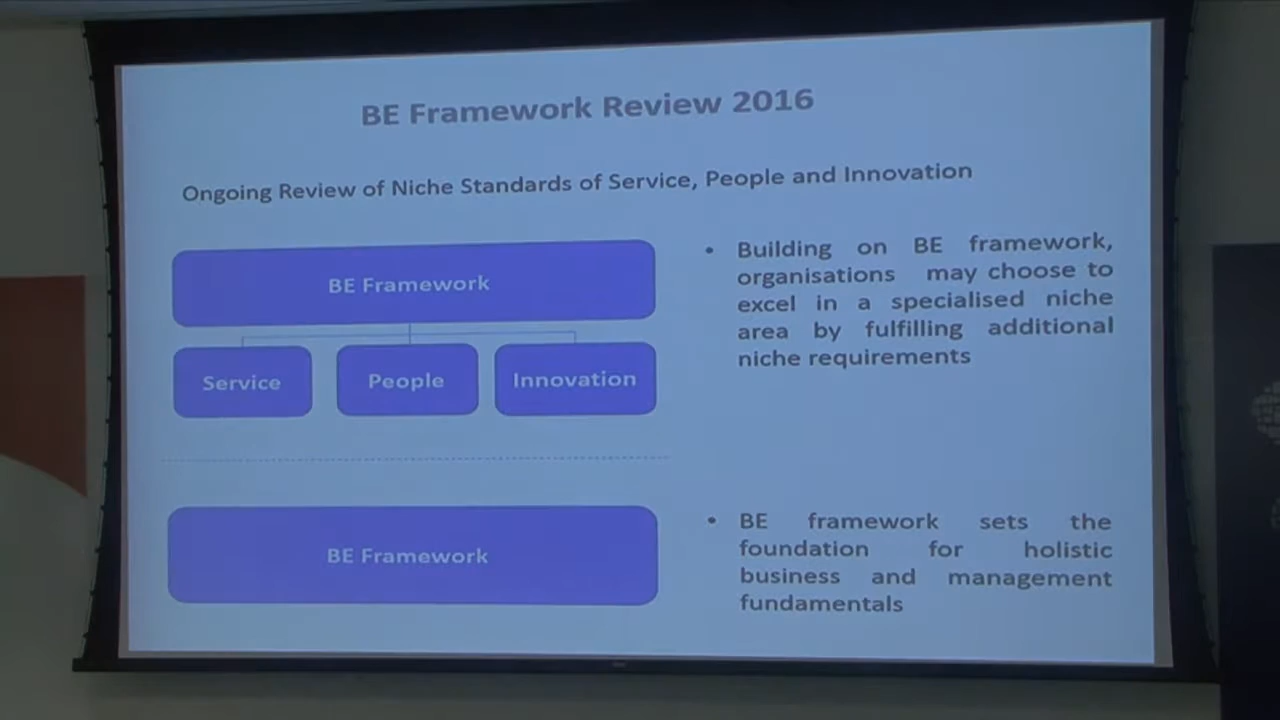 BE Framework Review 2016
Ongoing Review of Niche Standards of Service, People and Innovation
BE Framework
Service
People
Innovation
• Building on BE framework,
organisations may choose to
excel in a specialised niche
area by fulfilling additional
niche requirements
BE Framework
• BE framework sets the
foundation for holistic
business and management
fundamentals